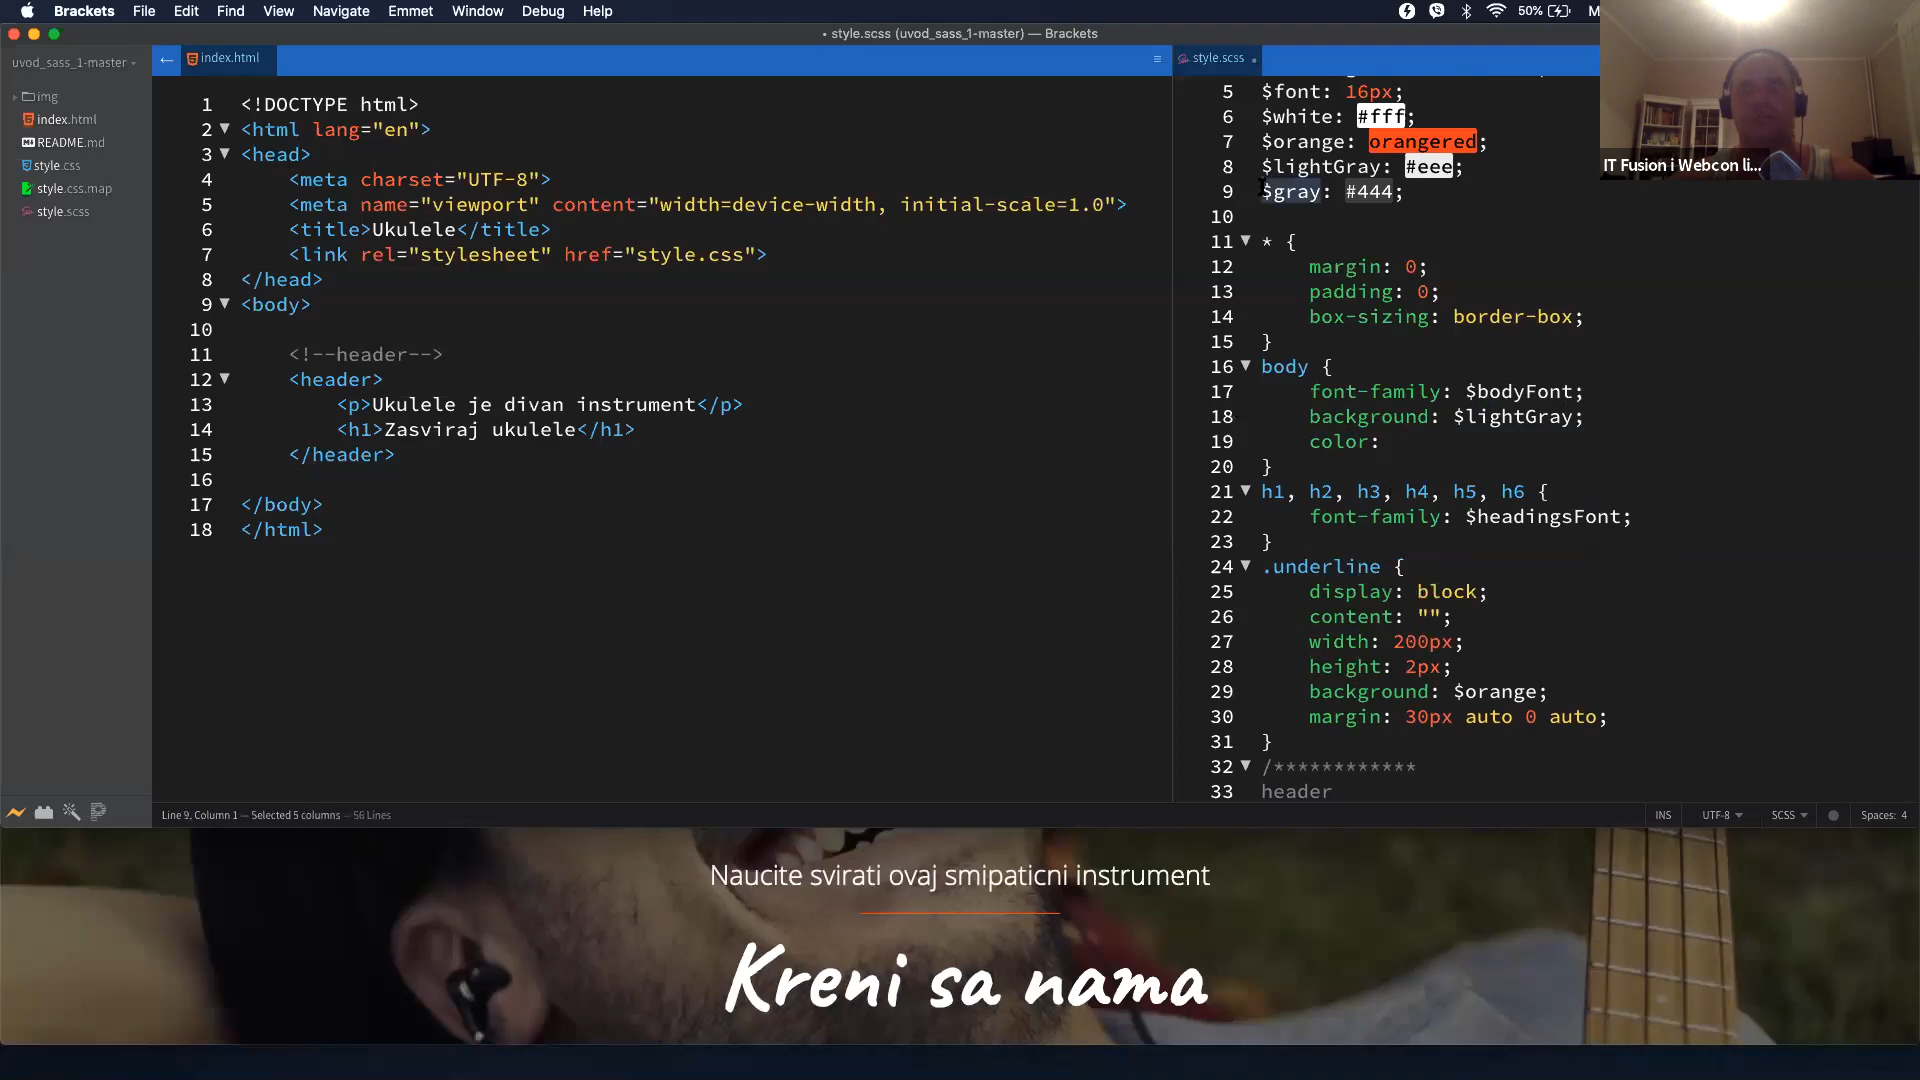 Brackets File Edit Find View Navigate Emmet Window Debug Help 50%
• style.scss (uvod_sass_1-master) — Brackets
uvod_sass_1-master
img
index.html
README.md
style.css
style.css.map
style.scss
index.html
1 <!DOCTYPE html>
2 <html lang="en">
3 <head>
4 <meta charset="UTF-8">
5 <meta name="viewport" content="width=device-width, initial-scale=1.0">
6 <title>Ukulele</title>
7 <link rel="stylesheet" href="style.css">
8 </head>
9 <body>
10
11 <!--header-->
12 <header>
13 <p>Ukulele je divan instrument</p>
14 <h1>Zasviraj ukulele</h1>
15 </header>
16
17 </body>
18 </html>
style.scss
5 $font: 16px;
6 $white: #fff;
7 $orange: orangered;
8 $lightGray: #eee;
9 $gray: #444;
10
11 * {
12 margin: 0;
13 padding: 0;
14 box-sizing: border-box;
15 }
16 body {
17 font-family: $bodyFont;
18 background: $lightGray;
19 color:
20 }
21 h1, h2, h3, h4, h5, h6 {
22 font-family: $headingsFont;
23 }
24 .underline {
25 display: block;
26 content: "";
27 width: 200px;
28 height: 2px;
29 background: $orange;
30 margin: 30px auto 0 auto;
31 }
32 /************
33 header
IT Fusion i Webcon li...
Line 9, Column 1 — Selected 5 columns — 56 Lines
INS UTF-8 SCSS Spaces: 4
Naucite svirati ovaj smipaticni instrument
Kreni sa nama